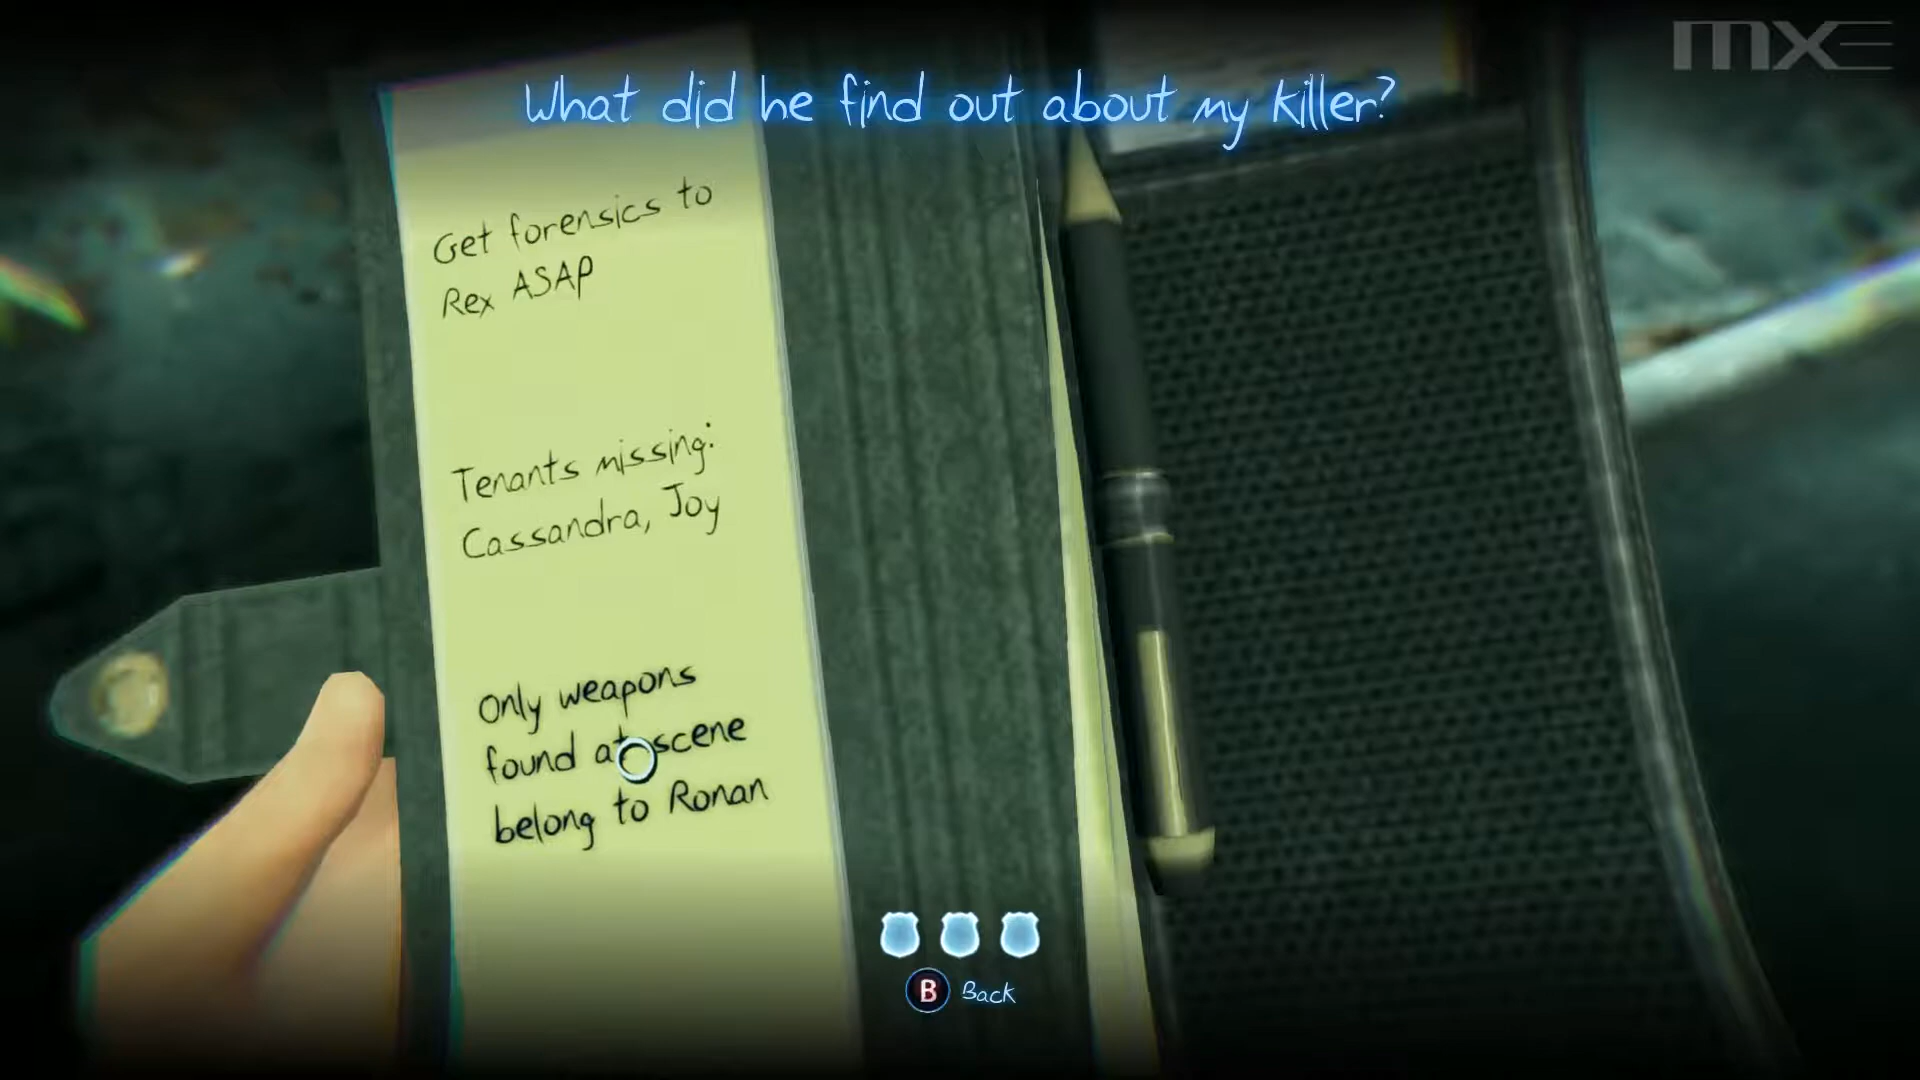 MXE
What did he find out about my killer?
Get forensics to
Rex ASAP
Tenants missing:
Cassandra, Joy
Only weapons
found at scene
belong to Ronan
B Back